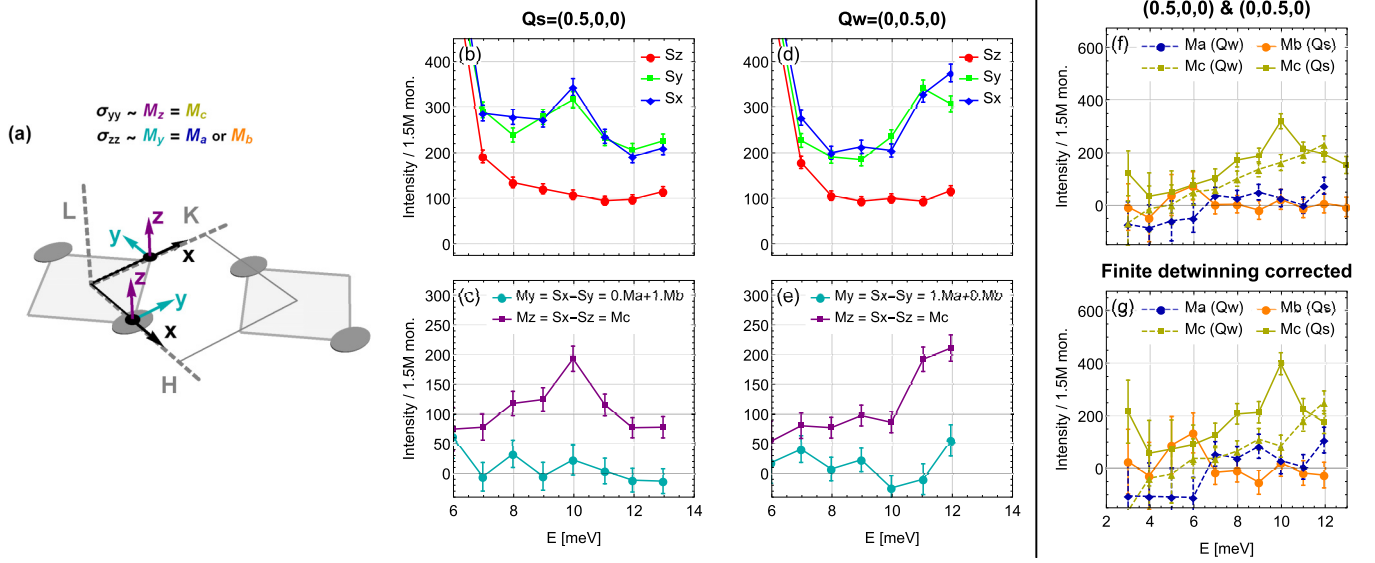 (a)
σyy ~ Mz = Mc
σzz ~ My = Ma or Mb
L
K
z
y
x
z
y
x
H
Qs=(0.5,0,0)
(b)
Sz
Sy
Sx
400
300
200
100
0
Intensity / 1.5M mon.
(c)
My = Sx−Sy = 0.Ma+1.Mb
Mz = Sx−Sz = Mc
300
250
200
150
100
50
0
Intensity / 1.5M mon.
6 8 10 12 14
E [meV]
Qw=(0,0.5,0)
(d)
Sz
Sy
Sx
400
300
200
100
0
(e)
My = Sx−Sy = 1.Ma+0.Mb
Mz = Sx−Sz = Mc
300
250
200
150
100
50
0
6 8 10 12 14
E [meV]
(0.5,0,0) & (0,0.5,0)
(f)
Ma (Qw) Mb (Qs)
Mc (Qw) Mc (Qs)
600
400
200
0
Intensity / 1.5M mon.
Finite detwinning corrected
(g)
Ma (Qw) Mb (Qs)
Mc (Qw) Mc (Qs)
600
400
200
0
Intensity / 1.5M mon.
2 4 6 8 10 12
E [meV]